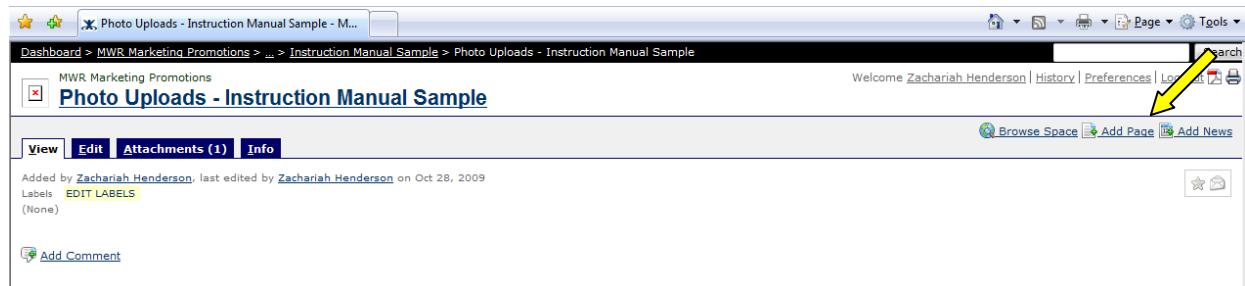 Photo Uploads - Instruction Manual Sample - M... Page Tools
Dashboard > MWR Marketing Promotions > ... > Instruction Manual Sample > Photo Uploads - Instruction Manual Sample
MWR Marketing Promotions Welcome Zachariah Henderson | History | Preferences |
Photo Uploads - Instruction Manual Sample
Browse Space Add Page Add News
View Edit Attachments (1) Info
Added by Zachariah Henderson, last edited by Zachariah Henderson on Oct 28, 2009
Labels EDIT LABELS
(None)
Add Comment